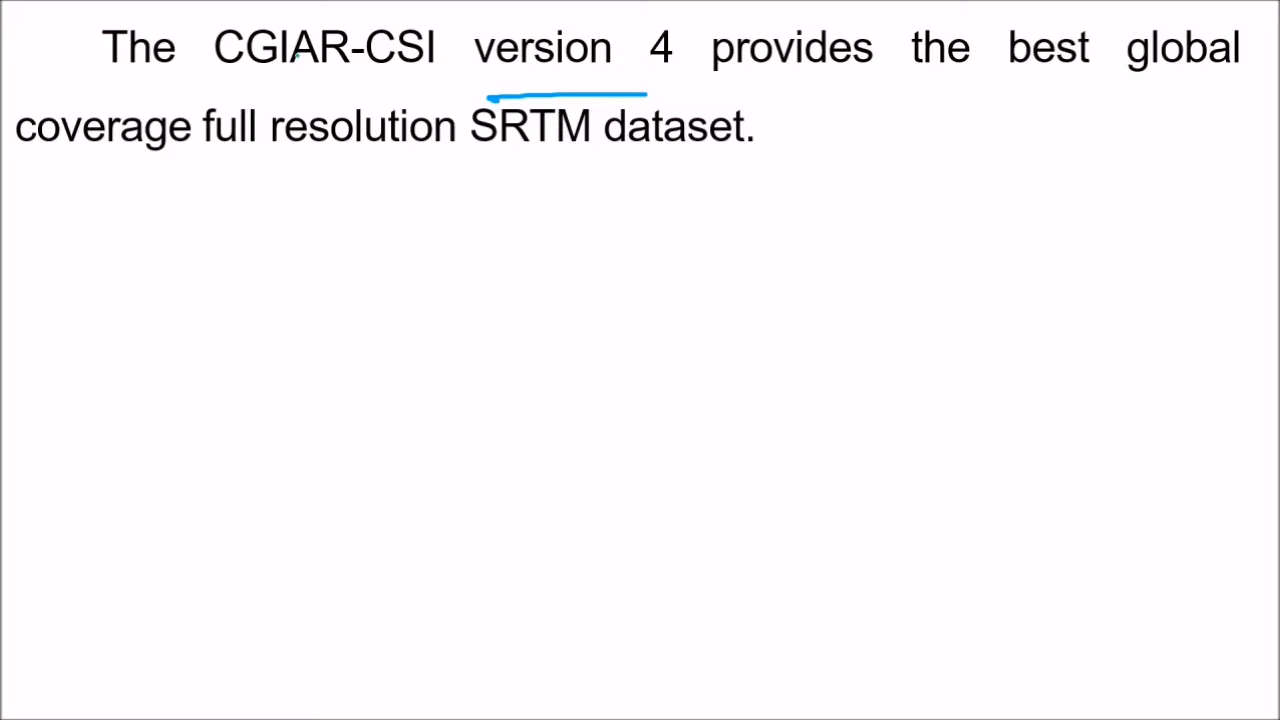 The CGIAR-CSI version 4 provides the best global
coverage full resolution SRTM dataset.